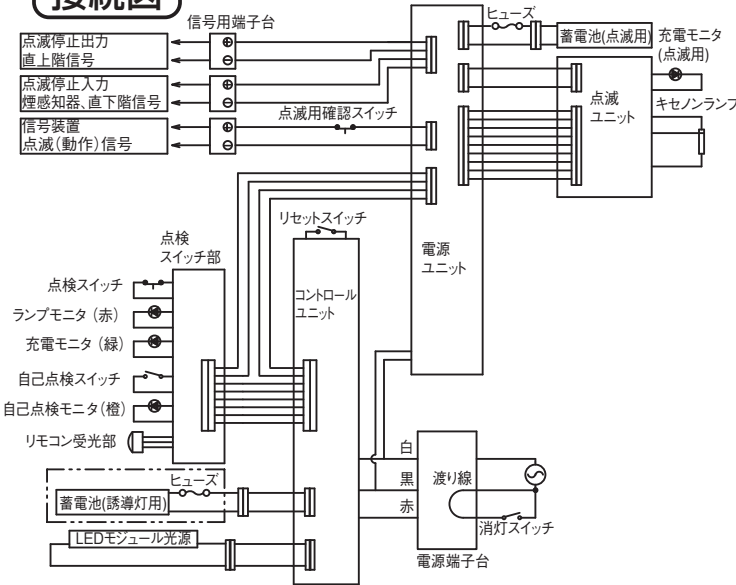 接続図
信号用端子台
点滅停止出力
直上階信号
点滅停止入力
煙感知器、直下階信号
信号装置
点滅(動作)信号
⊕
⊖
⊕
⊖
⊕
⊖
点滅用確認スイッチ
ヒューズ
蓄電池(点滅用)
充電モニタ
(点滅用)
点滅
ユニット
キセノンランプ
電源
ユニット
リセットスイッチ
コントロール
ユニット
点検
スイッチ部
点検スイッチ
ランプモニタ(赤)
充電モニタ(緑)
自己点検スイッチ
自己点検モニタ(橙)
リモコン受光部
ヒューズ
蓄電池(誘導灯用)
LEDモジュール光源
白
黒
赤
渡り線
消灯スイッチ
電源端子台